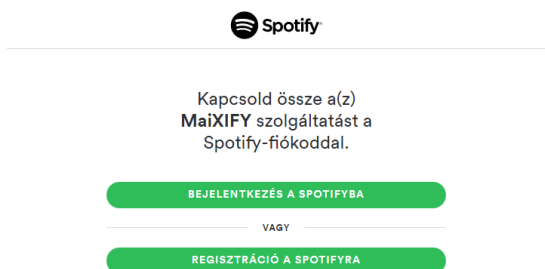 Spotify®
Kapcsold össze a(z)
MaiXIFY szolgáltatást a
Spotify-fiókoddal.
BEJELENTKEZÉS A SPOTIFYBA
VAGY
REGISZTRÁCIÓ A SPOTIFYRA